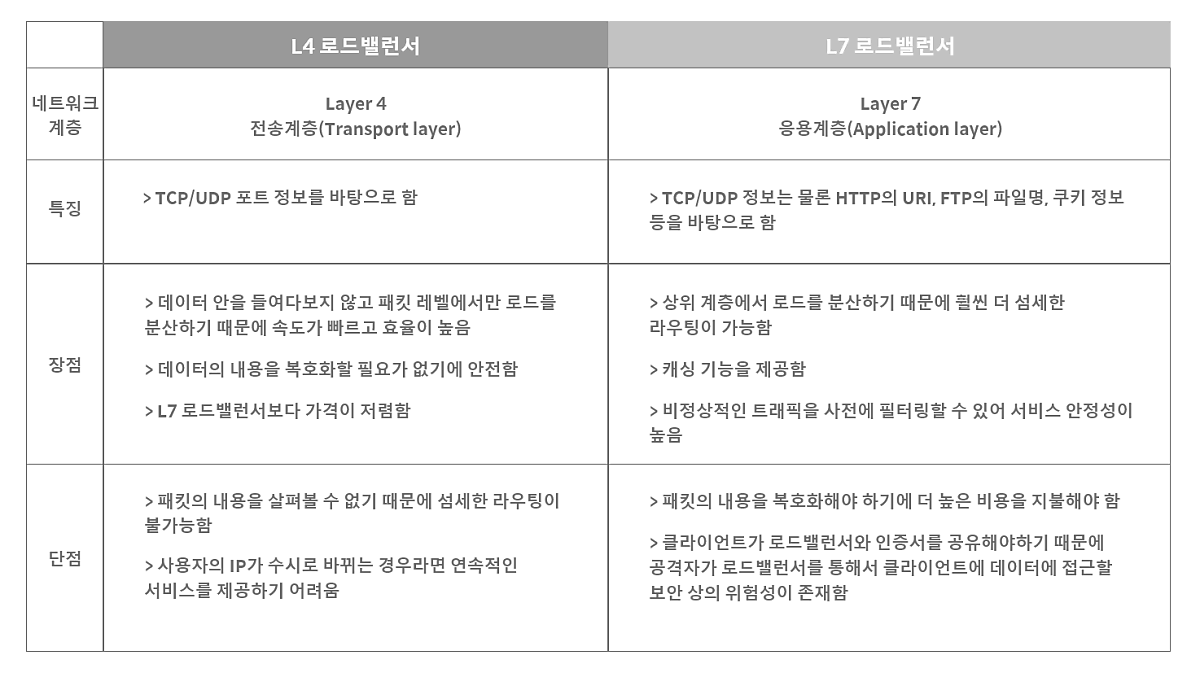 L4 로드밸런서
L7 로드밸런서
네트워크
계층
Layer 4
전송계층(Transport layer)
Layer 7
응용계층(Application layer)
특징
> TCP/UDP 포트 정보를 바탕으로 함
> TCP/UDP 정보는 물론 HTTP의 URI, FTP의 파일명, 쿠키 정보
등을 바탕으로 함
장점
> 데이터 안을 들여다보지 않고 패킷 레벨에서만 로드를
분산하기 때문에 속도가 빠르고 효율이 높음
> 데이터의 내용을 복호화할 필요가 없기에 안전함
> L7 로드밸런서보다 가격이 저렴함
> 상위 계층에서 로드를 분산하기 때문에 훨씬 더 섬세한
라우팅이 가능함
> 캐싱 기능을 제공함
> 비정상적인 트래픽을 사전에 필터링할 수 있어 서비스 안정성이
높음
단점
> 패킷의 내용을 살펴볼 수 없기 때문에 섬세한 라우팅이
불가능함
> 사용자의 IP가 수시로 바뀌는 경우라면 연속적인
서비스를 제공하기 어려움
> 패킷의 내용을 복호화해야 하기에 더 높은 비용을 지불해야 함
> 클라이언트가 로드밸런서와 인증서를 공유해야하기 때문에
공격자가 로드밸런서를 통해서 클라이언트에 데이터에 접근할
보안 상의 위험성이 존재함